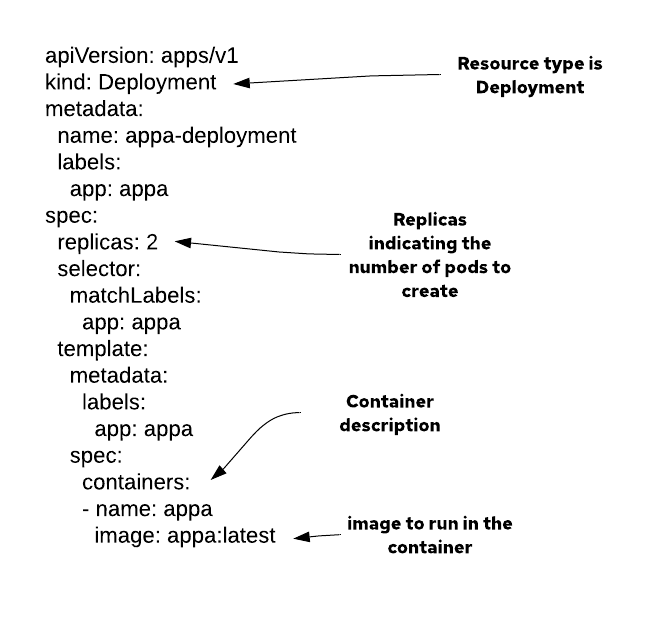 apiVersion: apps/v1
kind: Deployment
metadata:
name: appa-deployment
labels:
app: appa
spec:
replicas: 2
selector:
matchLabels:
app: appa
template:
metadata:
labels:
app: appa
spec:
containers:
- name: appa
image: appa:latest
Resource type is
Deployment
Replicas
indicating the
number of pods to
create
Container
description
image to run in the
container